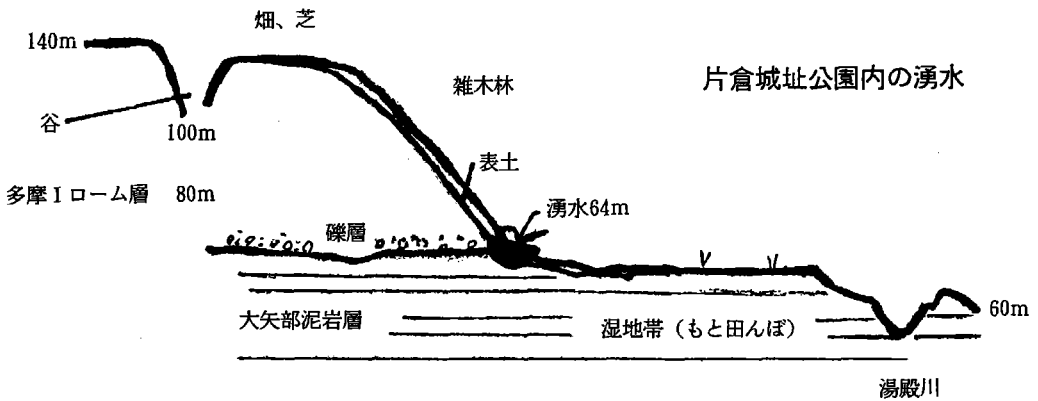 畑、芝
140m
片倉城址公園内の湧水
雑木林
谷
100m
表土
多摩Iローム層 80m
湧水64m
礫層
60m
大矢部泥岩層
湿地帯(もと田んぼ)
湯殿川